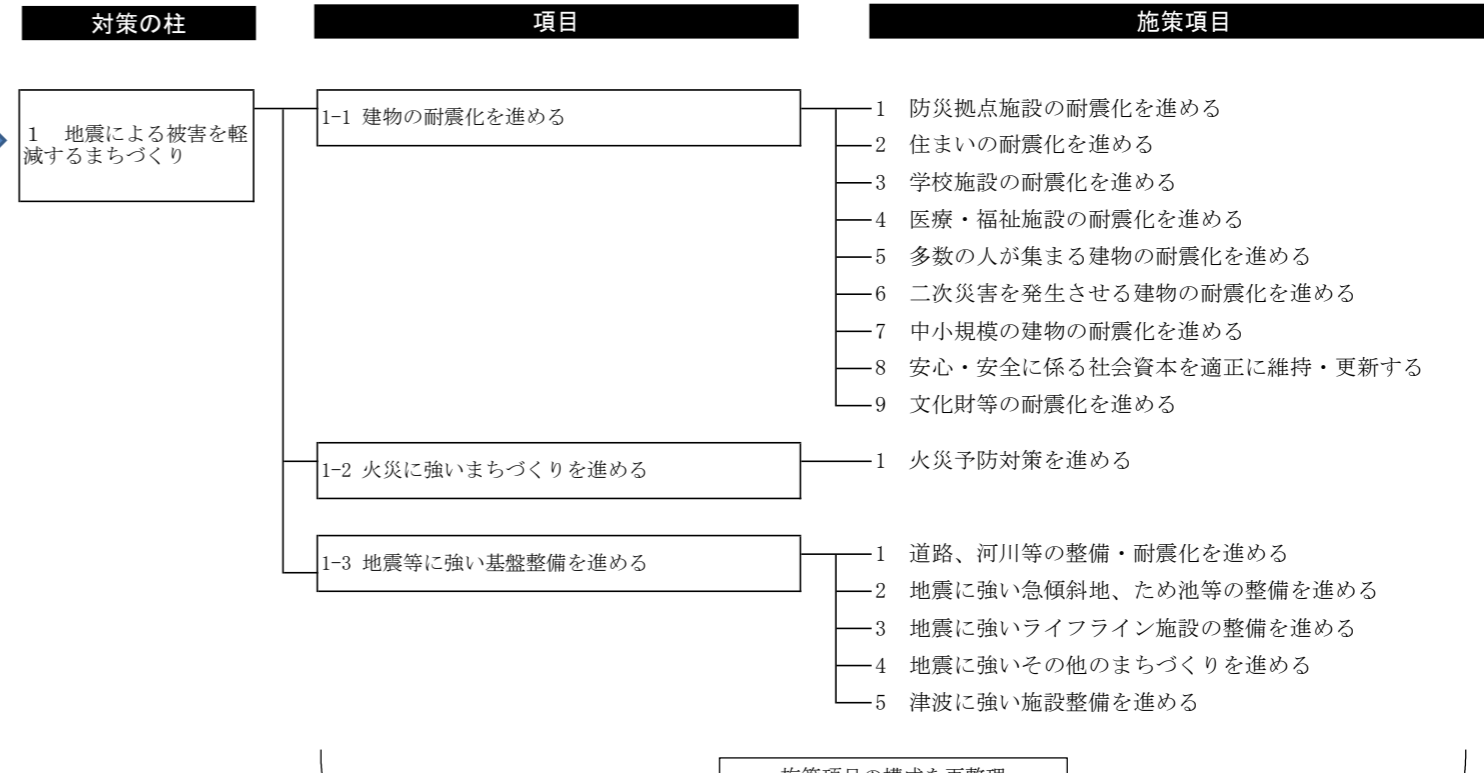 対策の柱
項目
施策項目
1 地震による被害を軽
減するまちづくり
1-1 建物の耐震化を進める
1 防災拠点施設の耐震化を進める
2 住まいの耐震化を進める
3 学校施設の耐震化を進める
4 医療・福祉施設の耐震化を進める
5 多数の人が集まる建物の耐震化を進める
6 二次災害を発生させる建物の耐震化を進める
7 中小規模の建物の耐震化を進める
8 安心・安全に係る社会資本を適正に維持・更新する
9 文化財等の耐震化を進める
1-2 火災に強いまちづくりを進める
1 火災予防対策を進める
1-3 地震等に強い基盤整備を進める
1 道路、河川等の整備・耐震化を進める
2 地震に強い急傾斜地、ため池等の整備を進める
3 地震に強いライフライン施設の整備を進める
4 地震に強いその他のまちづくりを進める
5 津波に強い施設整備を進める
施策項目の構成を再整理